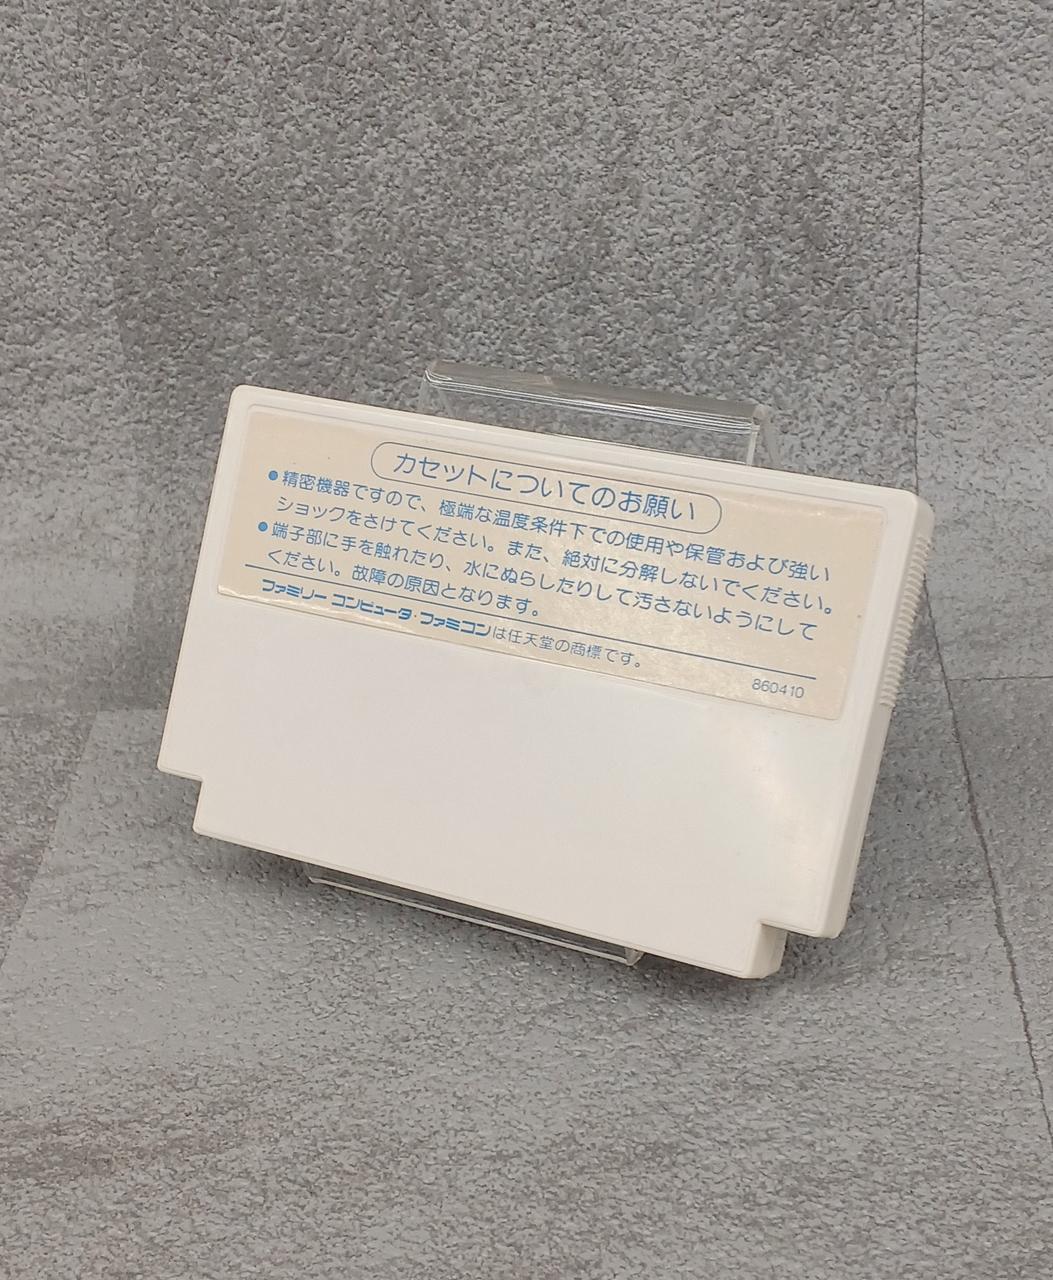 カセットについてのお願い
●精密機器ですので、極端な温度条件下での使用や保管および強い
ショックをさけてください。また、絶対に分解しないでください。
●端子部に手を触れたり、水にぬらしたりして汚さないようにして
ください。故障の原因となります。
ファミリー コンピュータ・ファミコンは任天堂の商標です。
860410